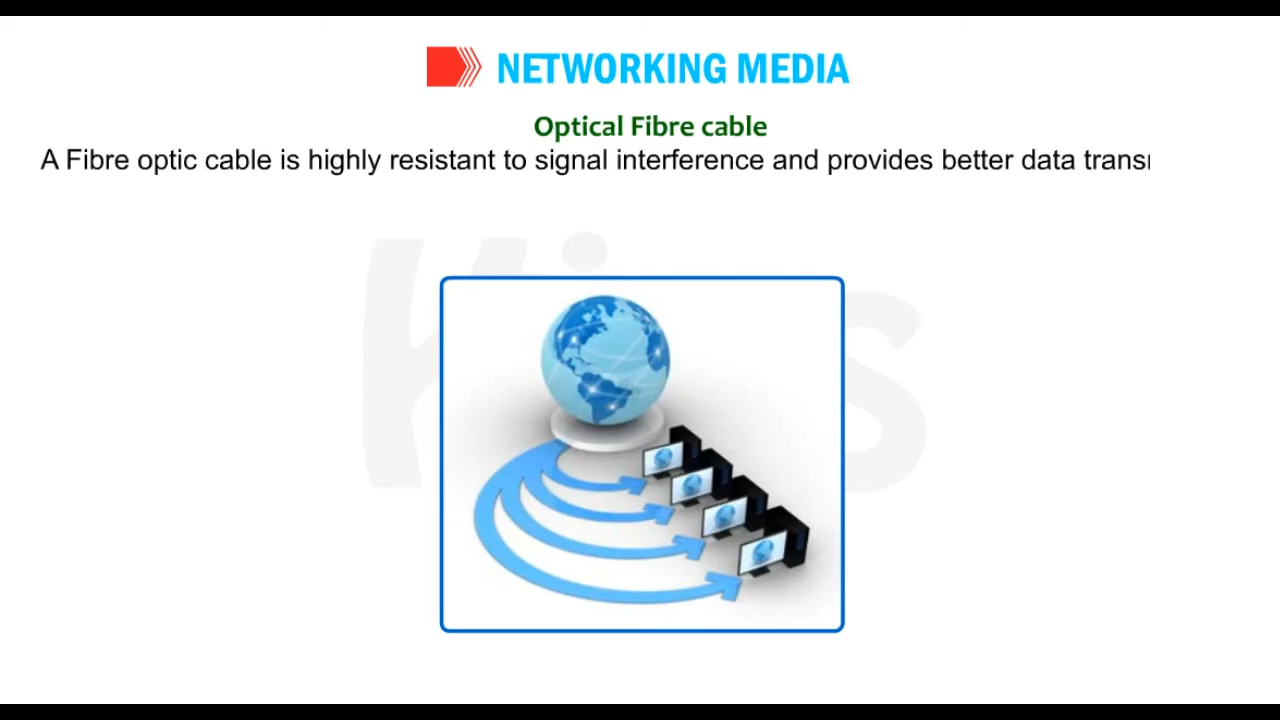 NETWORKING MEDIA
Optical Fibre cable
A Fibre optic cable is highly resistant to signal interference and provides better data